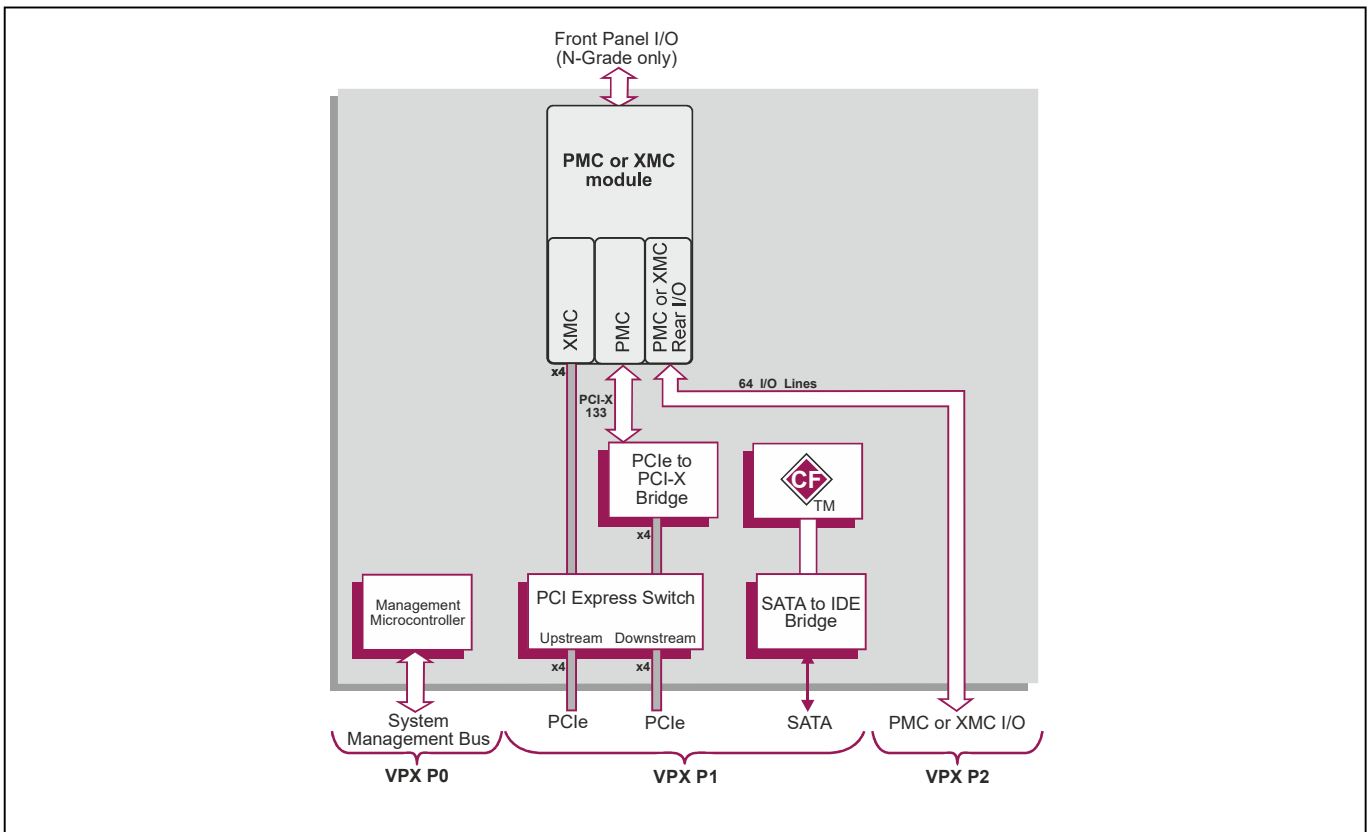 Front Panel I/O
(N-Grade only)
PMC or XMC
module
XMC
PMC
PMC or XMC
Rear I/O
x4
PCI-X
133
64 I/O Lines
PCIe to
PCI-X
Bridge
CF
TM
x4
Management
Microcontroller
PCI Express Switch
Upstream
Downstream
SATA to IDE
Bridge
x4
x4
System
Management Bus
PCIe
PCIe
SATA
PMC or XMC I/O
VPX P0
VPX P1
VPX P2